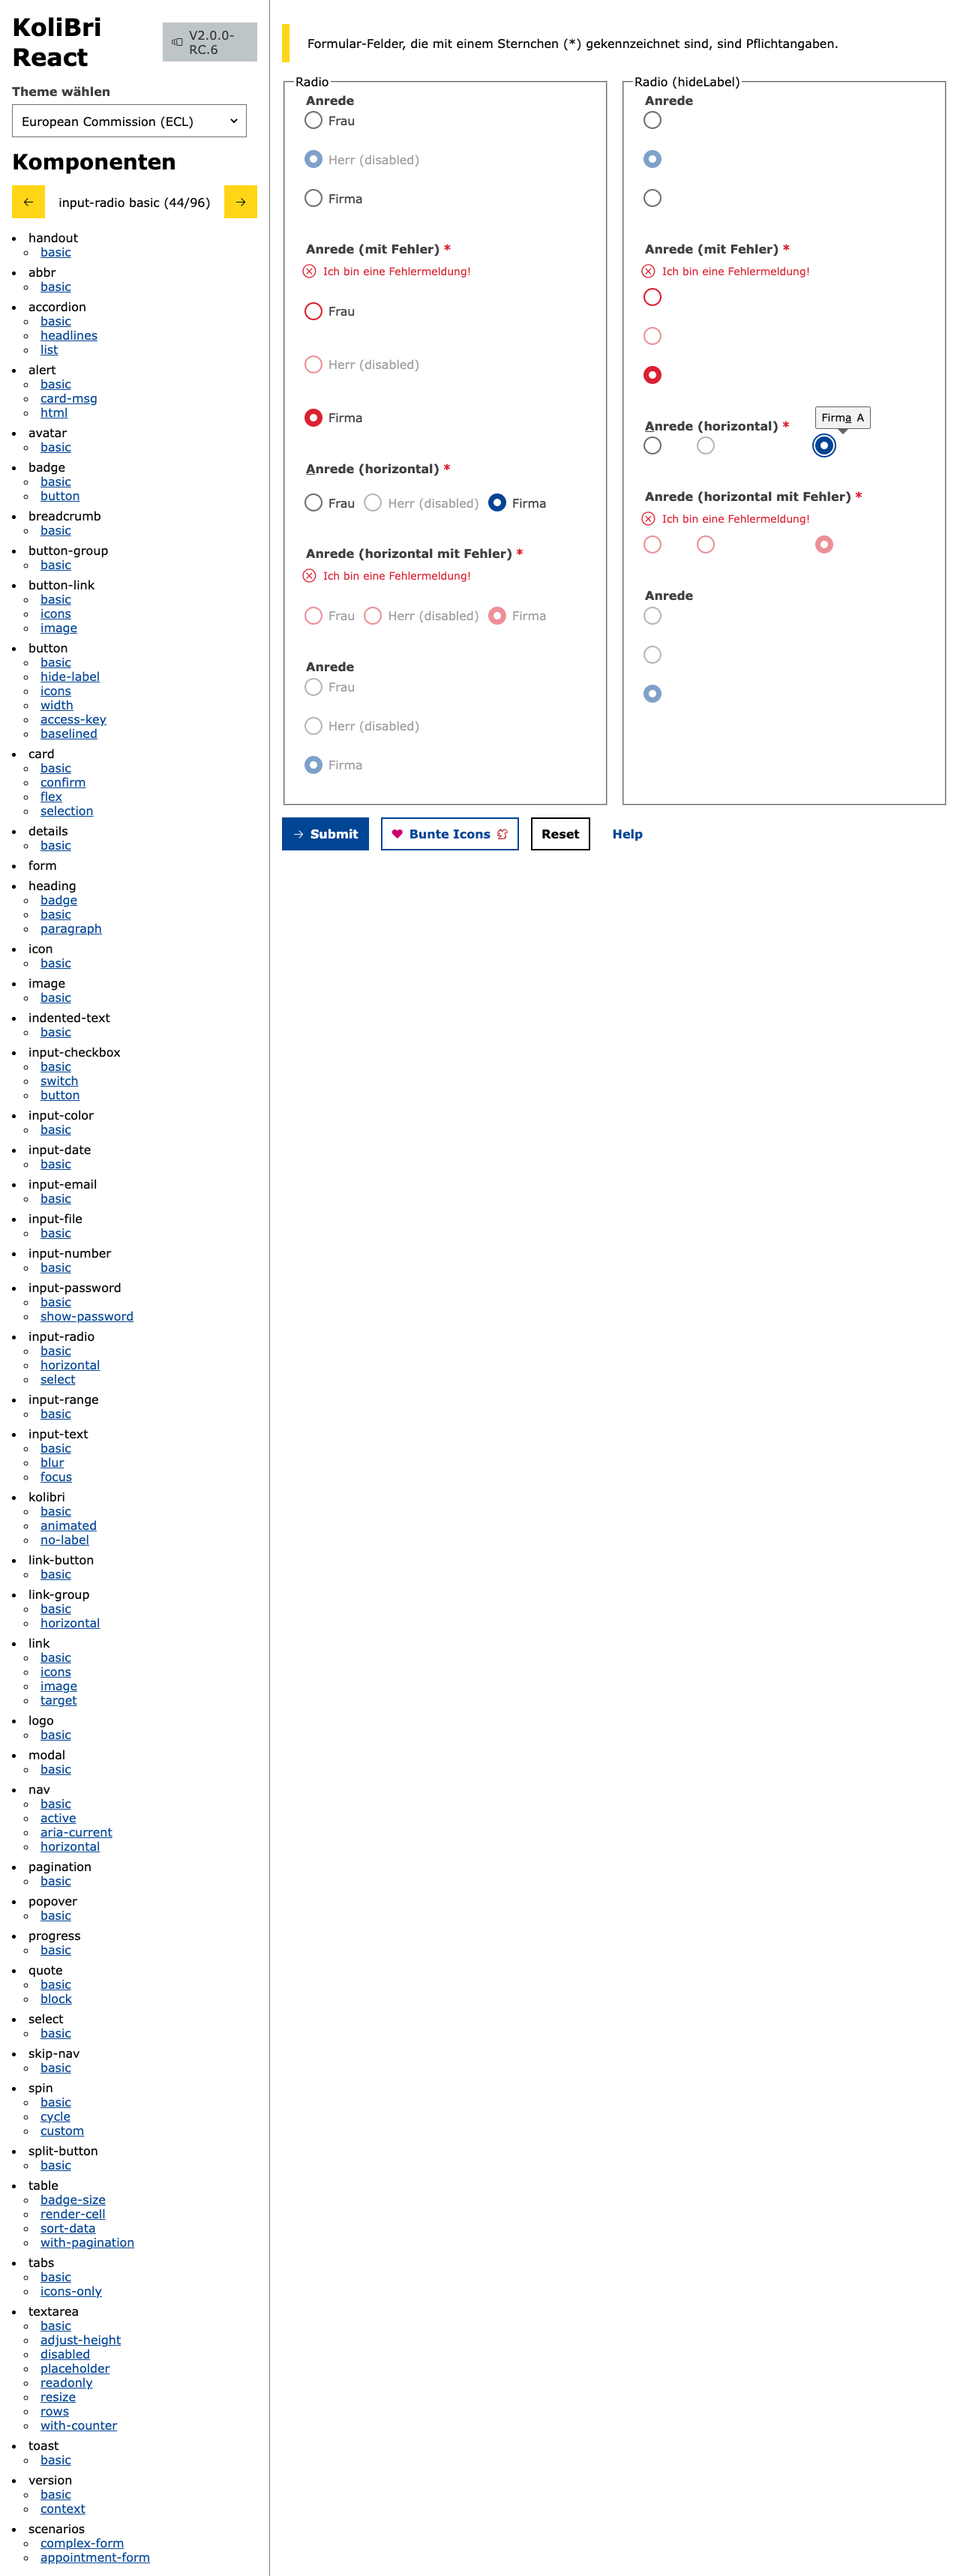 KoliBri
React
V2.0.0-
RC.6
Theme wählen
European Commission (ECL)
Komponenten
input-radio basic (44/96)
handout
basic
abbr
basic
accordion
basic
headlines
list
alert
basic
card-msg
html
avatar
basic
badge
basic
button
breadcrumb
basic
button-group
basic
button-link
basic
icons
image
button
basic
hide-label
icons
width
access-key
baselined
card
basic
confirm
flex
selection
details
basic
form
heading
badge
basic
paragraph
icon
basic
image
basic
indented-text
basic
input-checkbox
basic
switch
button
input-color
basic
input-date
basic
input-email
basic
input-file
basic
input-number
basic
input-password
basic
show-password
input-radio
basic
horizontal
select
input-range
basic
input-text
basic
blur
focus
kolibri
basic
animated
no-label
link-button
basic
link-group
basic
horizontal
link
basic
icons
image
target
logo
basic
modal
basic
nav
basic
active
aria-current
horizontal
pagination
basic
popover
basic
progress
basic
quote
basic
block
select
basic
skip-nav
basic
spin
basic
cycle
custom
split-button
basic
table
badge-size
render-cell
sort-data
with-pagination
tabs
basic
icons-only
textarea
basic
adjust-height
disabled
placeholder
readonly
resize
rows
with-counter
toast
basic
version
basic
context
scenarios
complex-form
appointment-form
Formular-Felder, die mit einem Sternchen (*) gekennzeichnet sind, sind Pflichtangaben.
Radio
Anrede
Frau
Herr (disabled)
Firma
Anrede (mit Fehler) *
Ich bin eine Fehlermeldung!
Frau
Herr (disabled)
Firma
Anrede (horizontal) *
Frau Herr (disabled) Firma
Anrede (horizontal mit Fehler) *
Ich bin eine Fehlermeldung!
Frau Herr (disabled) Firma
Anrede
Frau
Herr (disabled)
Firma
Radio (hideLabel)
Anrede
Anrede (mit Fehler) *
Ich bin eine Fehlermeldung!
Firma A
Anrede (horizontal) *
Anrede (horizontal mit Fehler) *
Ich bin eine Fehlermeldung!
Anrede
Submit Bunte Icons Reset Help